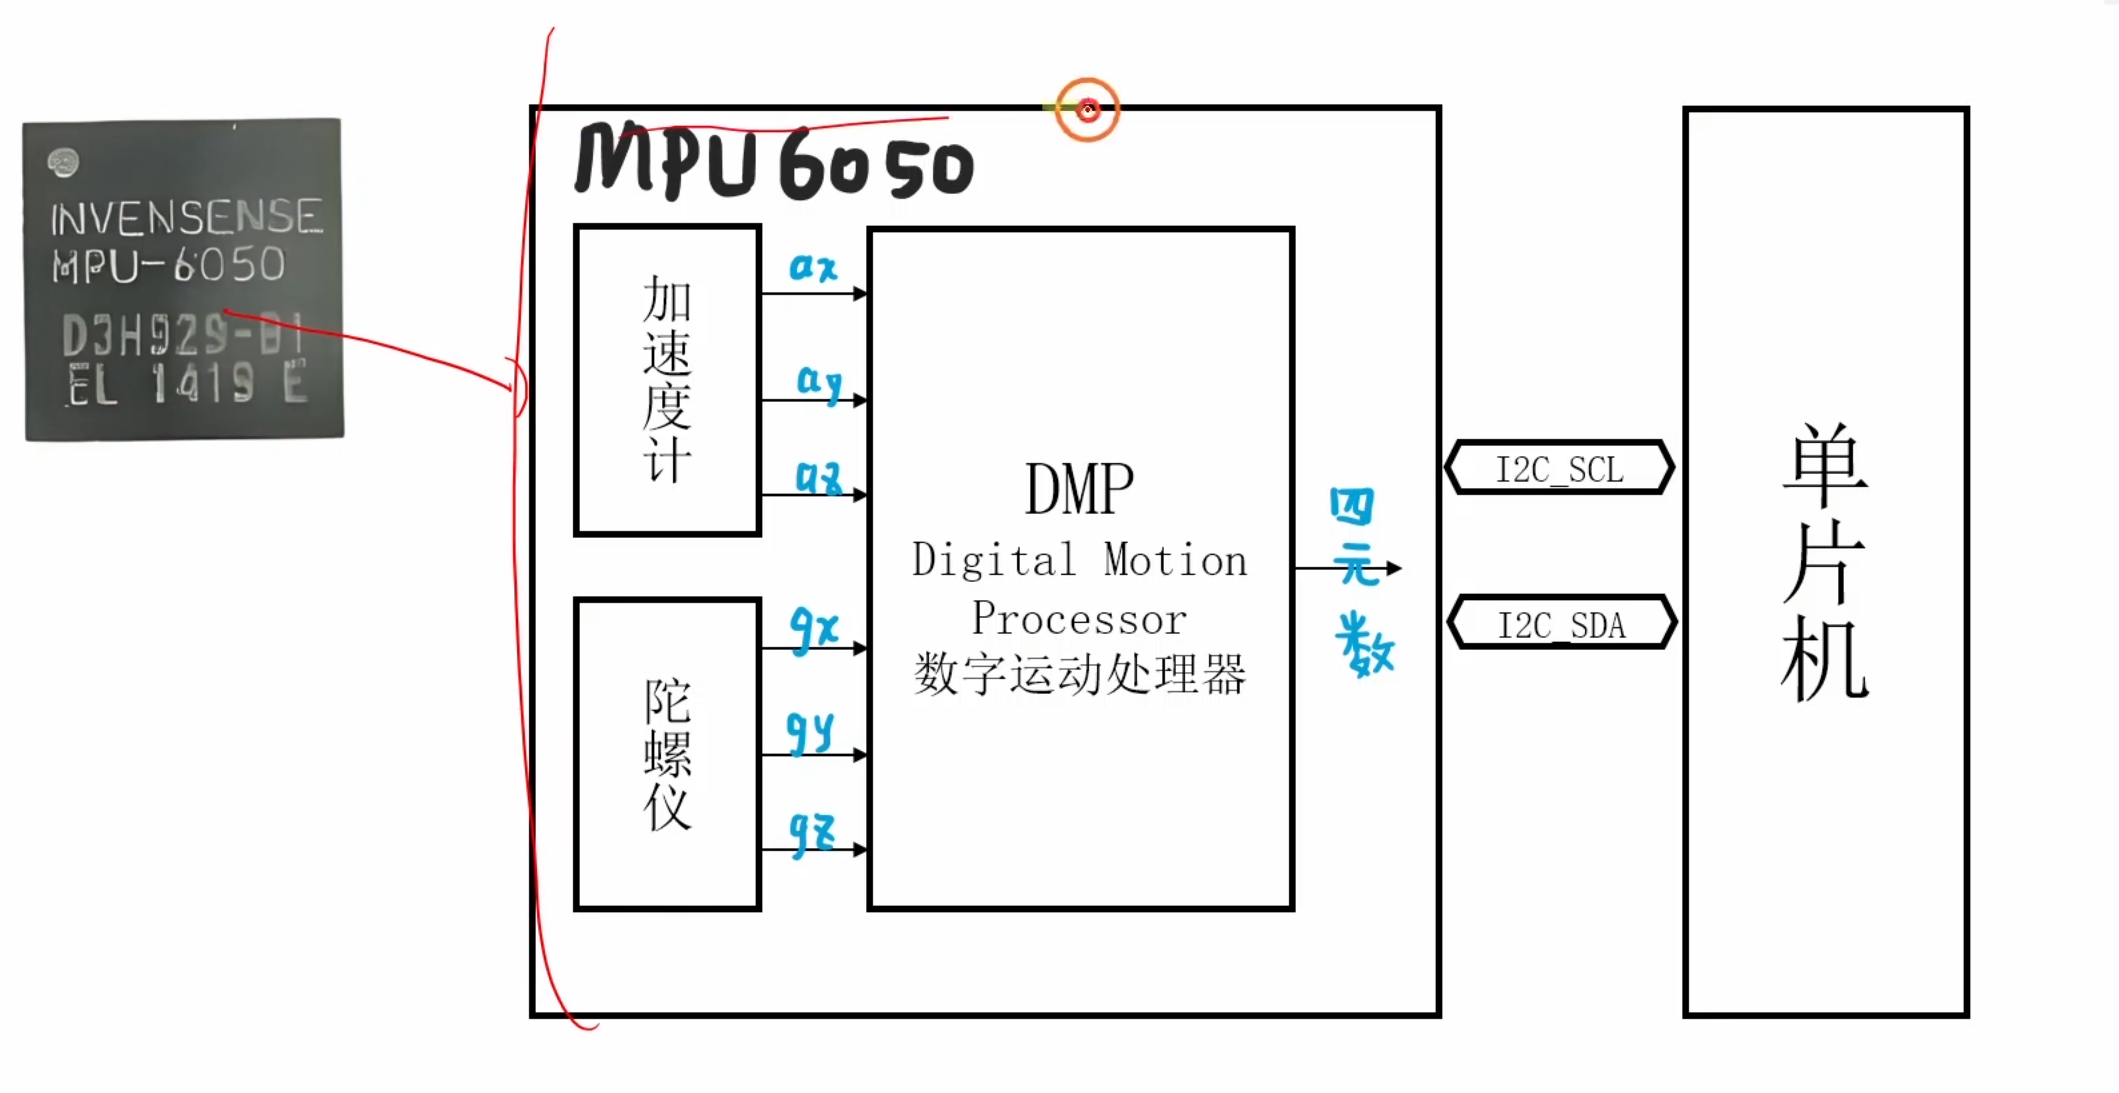 INVENSENSE
MPU-6050
D3H929-B1
EL 1419 E
MPU6050
加速度计
ax
ay
az
陀螺仪
gx
gy
gz
DMP
Digital Motion
Processor
数字运动处理器
四元数
I2C_SCL
I2C_SDA
单片机